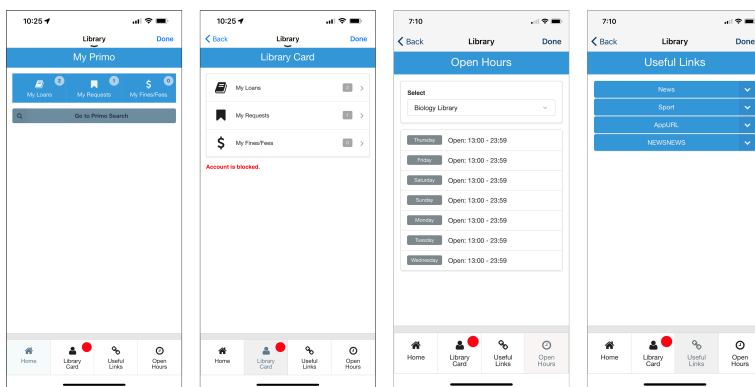 10:25
Library
Done
My Primo
2
1
0
My Loans
My Requests
My Fines/Fees
Go to Primo Search
Home
Library
Card
Useful
Links
Open
Hours
10:25
Back
Library
Done
Library Card
My Loans
2
My Requests
1
My Fines/Fees
0
Account is blocked.
Home
Library
Card
Useful
Links
Open
Hours
7:10
Back
Library
Done
Open Hours
Select
Biology Library
Thursday Open: 13:00 - 23:59
Friday Open: 13:00 - 23:59
Saturday Open: 13:00 - 23:59
Sunday Open: 13:00 - 23:59
Monday Open: 13:00 - 23:59
Tuesday Open: 13:00 - 23:59
Wednesday Open: 13:00 - 23:59
Home
Library
Card
Useful
Links
Open
Hours
7:10
Back
Library
Done
Useful Links
News
Sport
AppURL
NEWSNEWS
Home
Library
Card
Useful
Links
Open
Hours